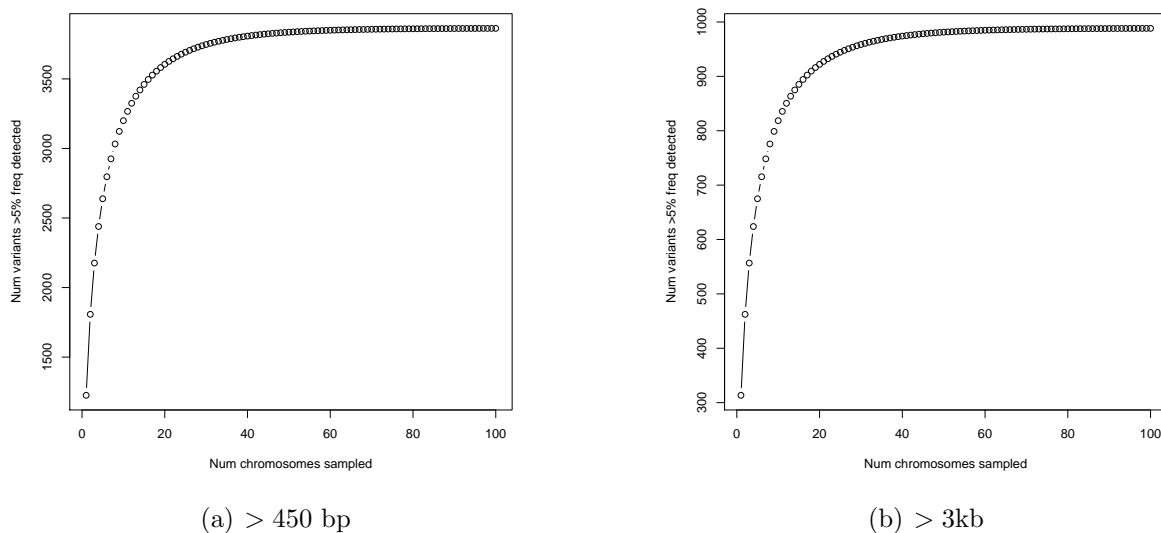 Num variants >5% freq detected
3500
3000
2500
2000
1500
0 20 40 60 80 100
Num chromosomes sampled
(a) > 450 bp
Num variants >5% freq detected
1000
900
800
700
600
500
400
300
0 20 40 60 80 100
Num chromosomes sampled
(b) > 3kb